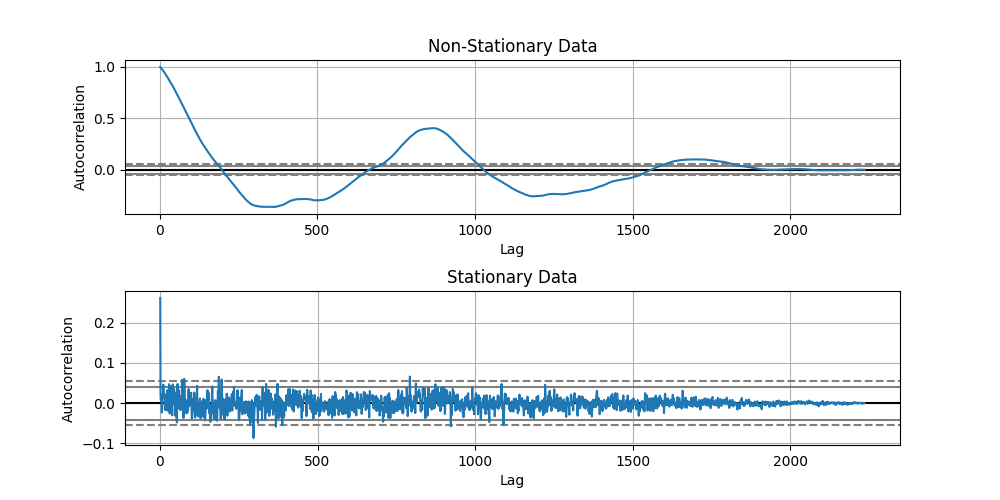 Non-Stationary Data
1.0
0.5
0.0
Autocorrelation
0 500 1000 1500 2000
Lag
Stationary Data
0.2
0.1
0.0
−0.1
Autocorrelation
0 500 1000 1500 2000
Lag